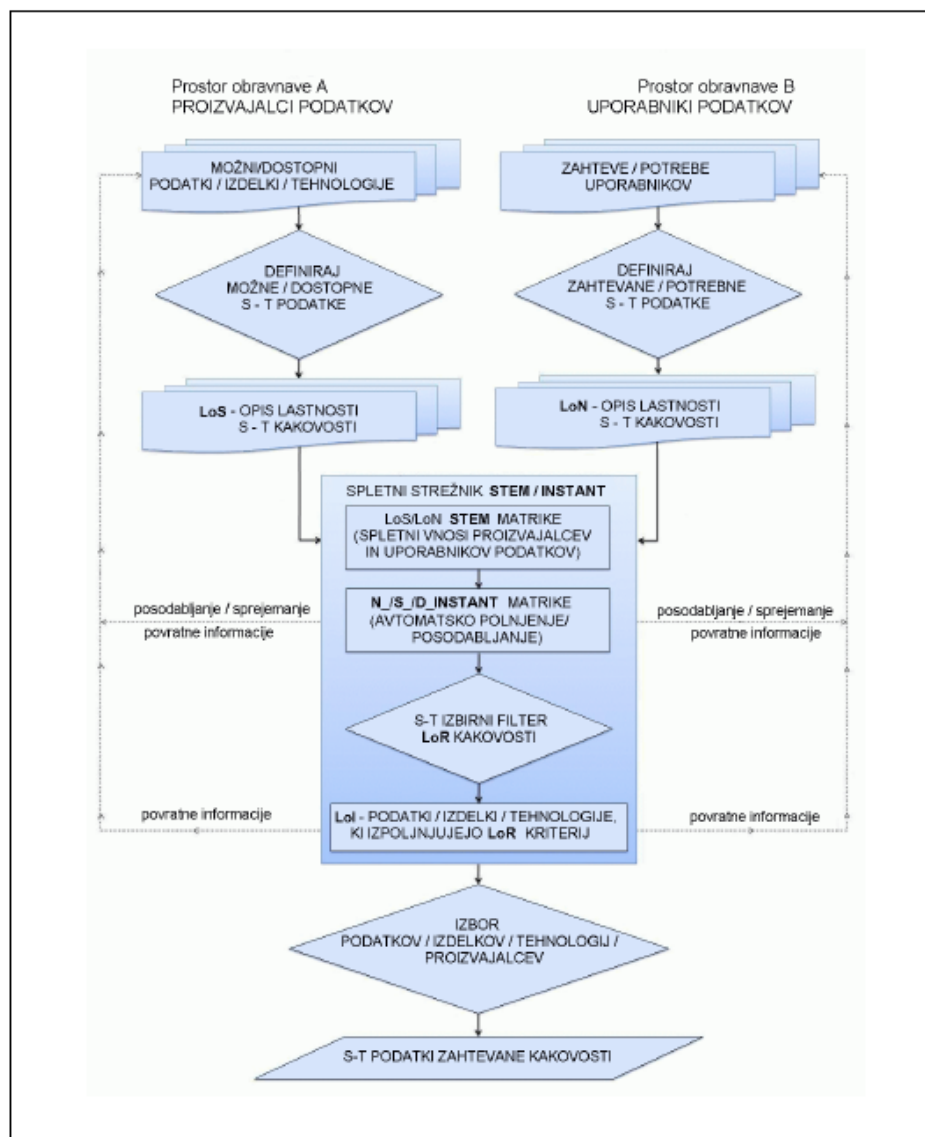 Prostor obravnave A
PROIZVAJALCI PODATKOV
Prostor obravnave B
UPORABNIKI PODATKOV
MOŽNI/DOSTOPNI
PODATKI / IZDELKI / TEHNOLOGIJE
ZAHTEVE / POTREBE
UPORABNIKOV
DEFINIRAJ
MOŽNE / DOSTOPNE
S - T PODATKE
DEFINIRAJ
ZAHTEVANE / POTREBNE
S - T PODATKE
LoS - OPIS LASTNOSTI
S - T KAKOVOSTI
LoN - OPIS LASTNOSTI
S - T KAKOVOSTI
SPLETNI STREŽNIK STEM / INSTANT
LoS/LoN STEM MATRIKE
(SPLETNI VNOSI PROIZVAJALCEV
IN UPORABNIKOV PODATKOV)
N_/S_/D_INSTANT MATRIKE
(AVTOMATSKO POLNJENJE/
POSODABLJANJE)
posodabljanje / sprejemanje
povratne informacije
posodabljanje / sprejemanje
povratne informacije
S-T IZBIRNI FILTER
LoR KAKOVOSTI
LoI - PODATKI / IZDELKI / TEHNOLOGIJE,
KI IZPOLJNJUJEJO LoR KRITERIJ
povratne informacije
povratne informacije
IZBOR
PODATKOV / IZDELKOV / TEHNOLOGIJ /
PROIZVAJALCEV
S-T PODATKI ZAHTEVANE KAKOVOSTI